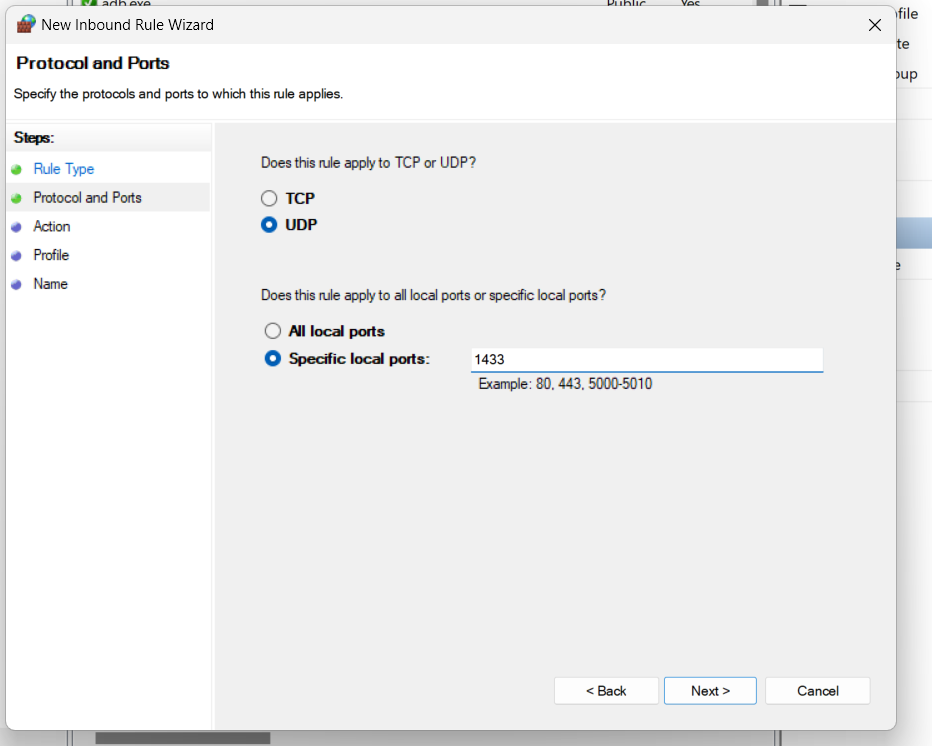 adb.exe Public Yes
New Inbound Rule Wizard
Protocol and Ports
Specify the protocols and ports to which this rule applies.
Steps:
Rule Type
Protocol and Ports
Action
Profile
Name
Does this rule apply to TCP or UDP?
TCP
UDP
Does this rule apply to all local ports or specific local ports?
All local ports
Specific local ports: 1433
Example: 80, 443, 5000-5010
< Back Next > Cancel